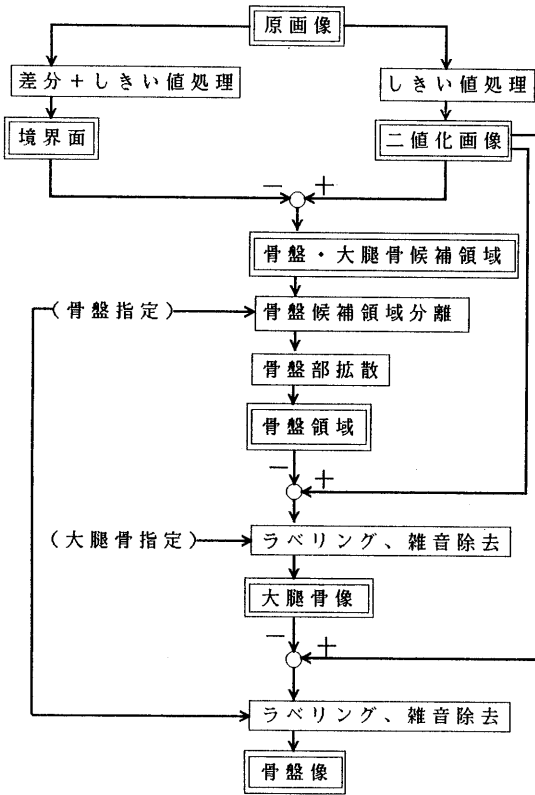 原画像
差分＋しきい値処理
しきい値処理
境界面
二値化画像
－ ＋
骨盤・大腿骨候補領域
(骨盤指定)
骨盤候補領域分離
骨盤部拡散
骨盤領域
－ ＋
(大腿骨指定)
ラベリング、雑音除去
大腿骨像
－ ＋
ラベリング、雑音除去
骨盤像